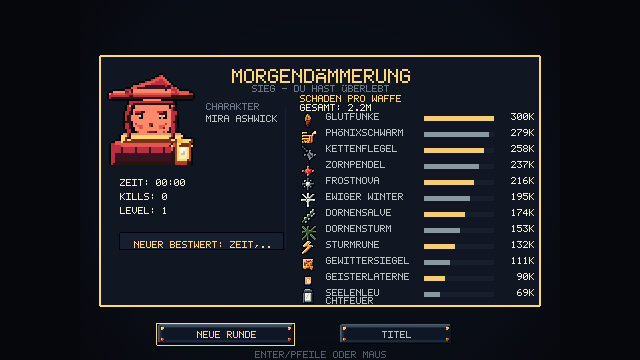 MORGENDÄMMERUNG
SIEG - DU HAST ÜBERLEBT
CHARAKTER
MIRA ASHWICK
ZEIT: 00:00
KILLS: 0
LEVEL: 1
NEUER BESTWERT: ZEIT,..
SCHADEN PRO WAFFE
GESAMT: 2.2M
GLUTFUNKE 300K
PHÖNIXSCHWARM 279K
KETTENFLEGEL 258K
ZORNPENDEL 237K
FROSTNOVA 216K
EWIGER WINTER 195K
DORNENSALVE 174K
DORNENSTURM 153K
STURMRUNE 132K
GEWITTERSIEGEL 111K
GEISTERLATERNE 90K
SEELENLEU 69K
CHTFEUER
NEUE RUNDE
TITEL
ENTER/PFEILE ODER MAUS